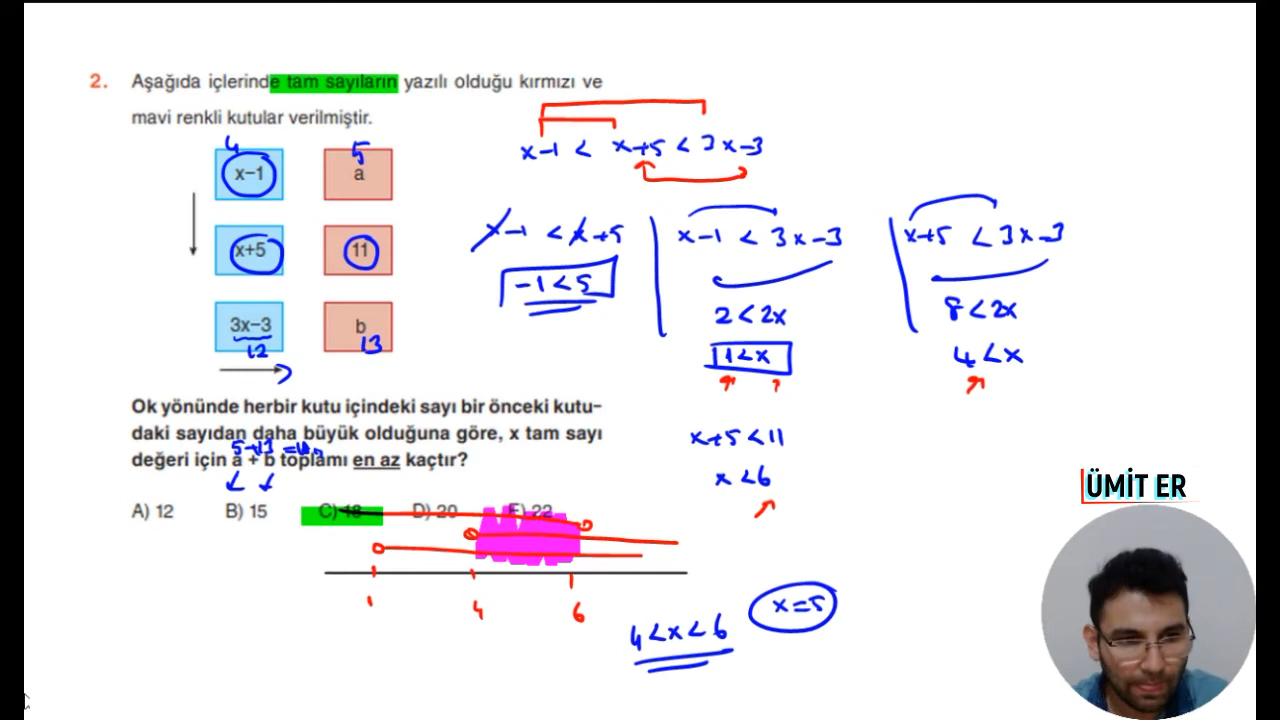 2. Aşağıda içlerinde tam sayıların yazılı olduğu kırmızı ve
mavi renkli kutular verilmiştir.
4 5
x−1 a
x+5 11
3x−3 b
12 13
Ok yönünde herbir kutu içindeki sayı bir önceki kutu-
daki sayıdan daha büyük olduğuna göre, x tam sayı
5+13
değeri için a + b toplamı en az kaçtır?
A) 12 B) 15 C) 18 D) 20 E) 22
x-1 < x+5 < 3x-3
x-1 < x+5
-1 < 5
x-1 < 3x-3
2 < 2x
1 < x
x+5 < 3x-3
8 < 2x
4 < x
x+5 < 11
x < 6
1 4 6
4 < x < 6
x=5
ÜMİT ER